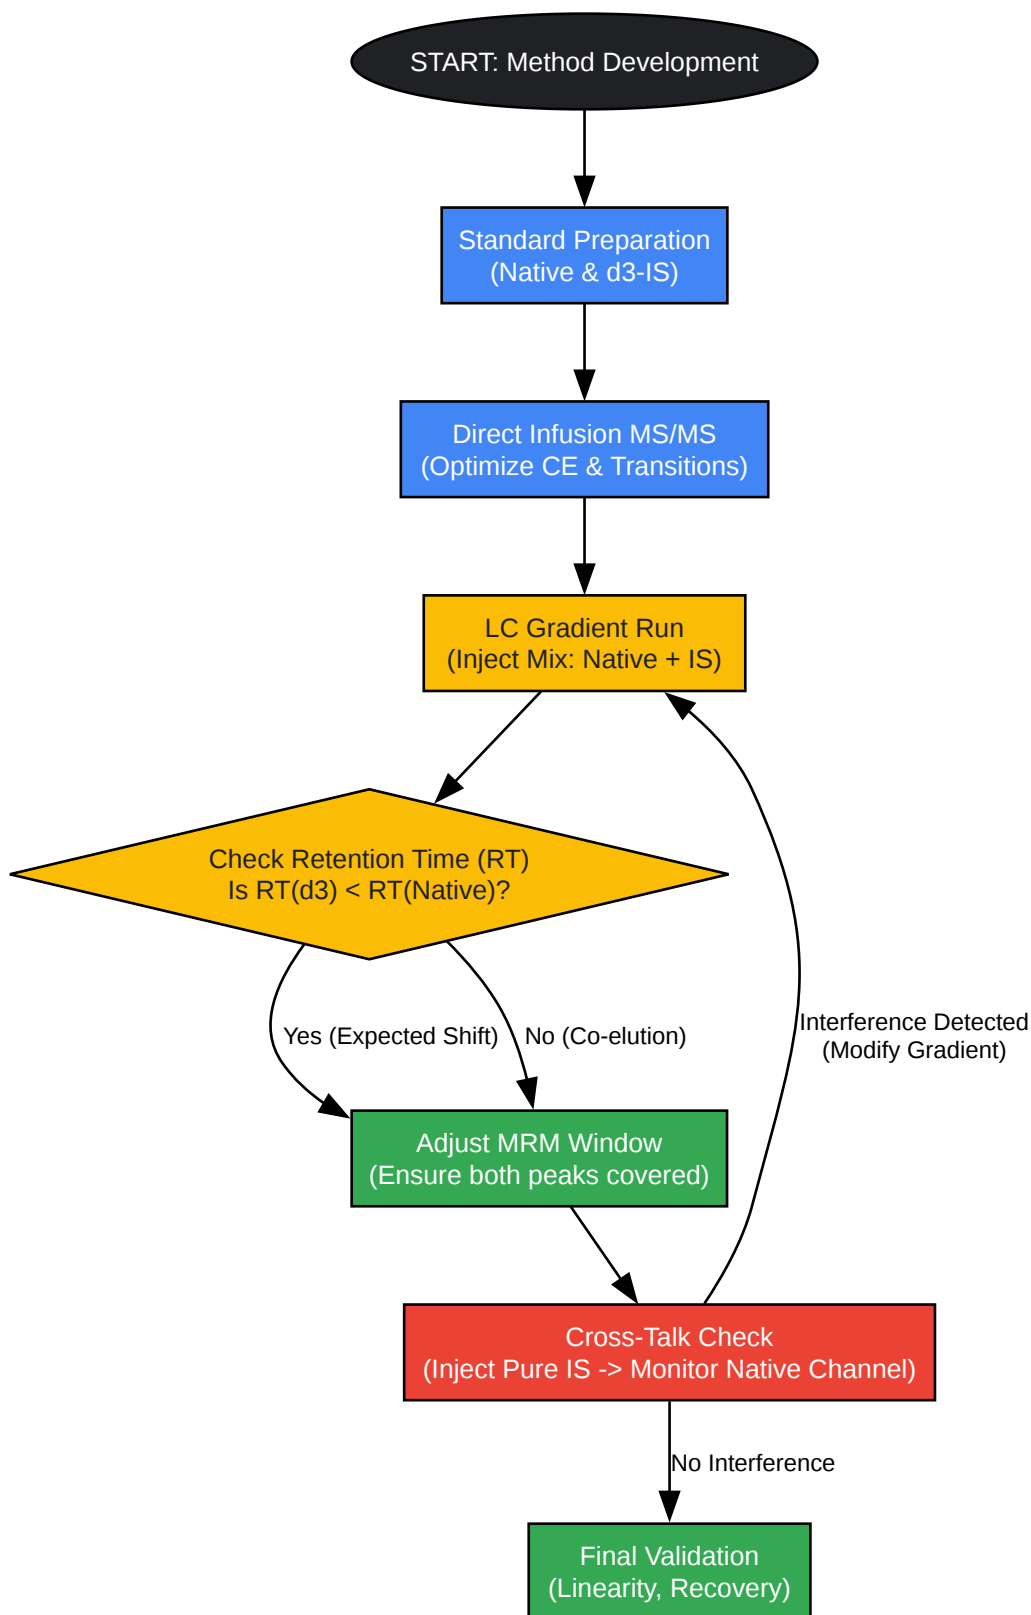 START: Method Development
Standard Preparation
(Native & d3-IS)
Direct Infusion MS/MS
(Optimize CE & Transitions)
LC Gradient Run
(Inject Mix: Native + IS)
Check Retention Time (RT)
Is RT(d3) < RT(Native)?
Yes (Expected Shift)
No (Co-elution)
Interference Detected
(Modify Gradient)
Adjust MRM Window
(Ensure both peaks covered)
Cross-Talk Check
(Inject Pure IS -> Monitor Native Channel)
No Interference
Final Validation
(Linearity, Recovery)